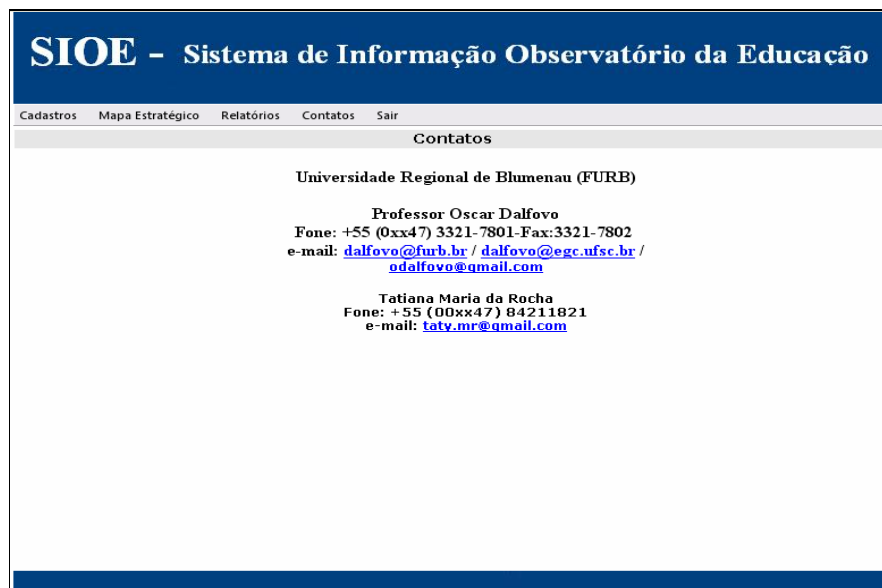 SIOE - Sistema de Informação Observatório da Educação
Cadastros Mapa Estratégico Relatórios Contatos Sair
Contatos
Universidade Regional de Blumenau (FURB)
Professor Oscar Dalfovo
Fone: +55 (0xx47) 3321-7801-Fax:3321-7802
e-mail: dalfovo@furb.br / dalfovo@egc.ufsc.br /
odalfovo@gmail.com
Tatiana Maria da Rocha
Fone: +55 (00xx47) 84211821
e-mail: taty.mr@gmail.com